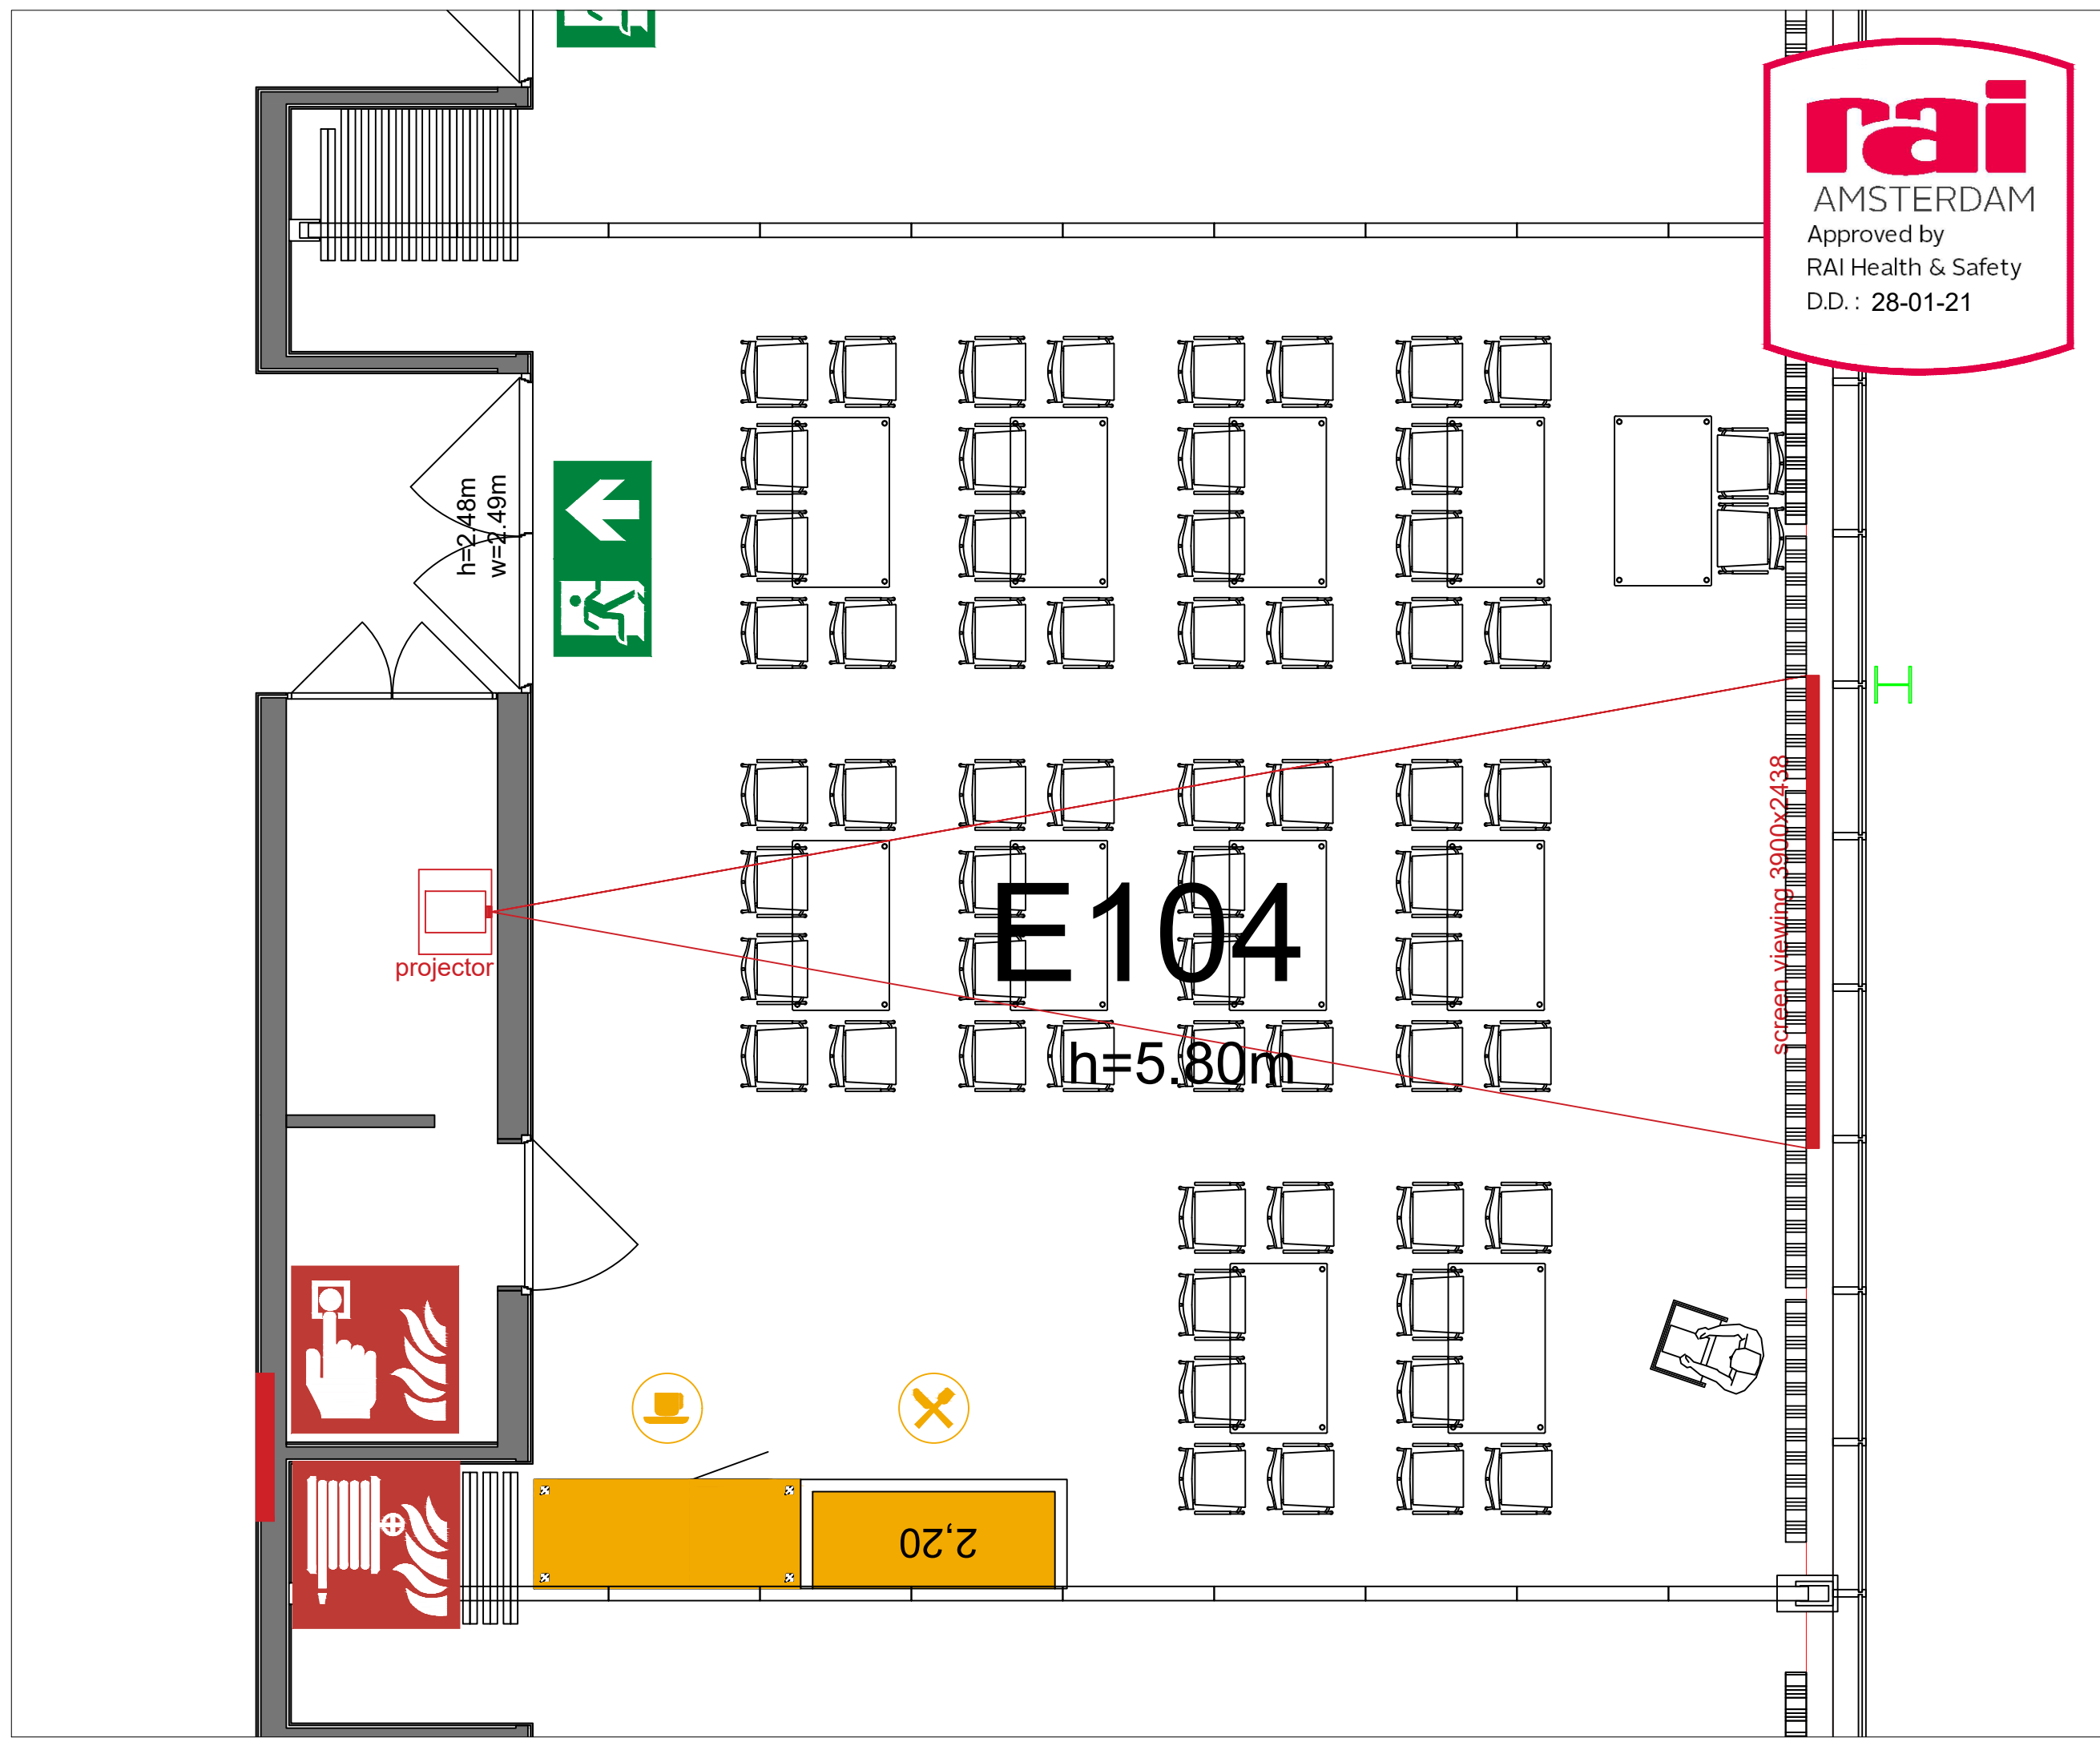 rai
AMSTERDAM
Approved by
RAI Health & Safety
D.D. : 28-01-21
h=2.48m
w=2.49m
projector
E104
h=5.80m
screen viewing 3900x2438
2,20